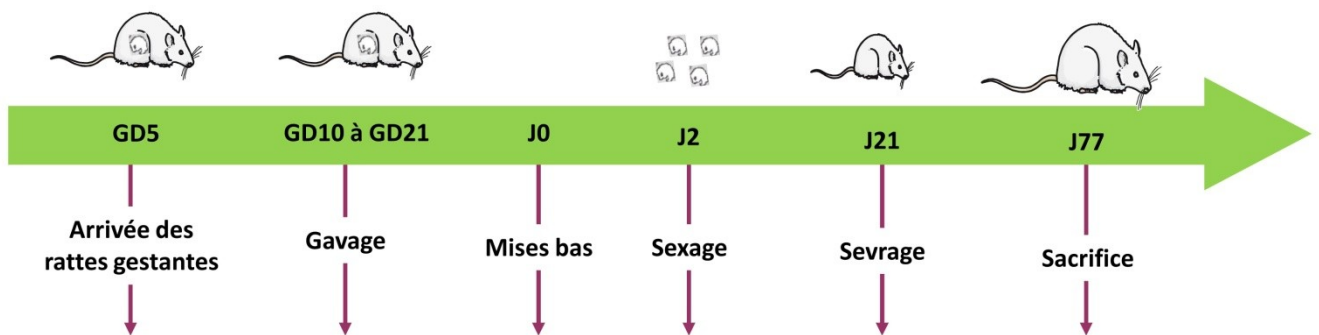 GD5
GD10 à GD21
J0
J2
J21
J77
Arrivée des
rattes gestantes
Gavage
Mises bas
Sexage
Sevrage
Sacrifice